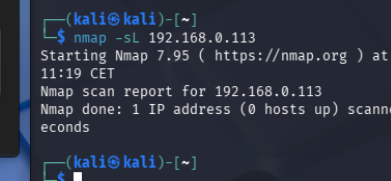 ┌──(kali㉿kali)-[~]
└─$ nmap -sL 192.168.0.113
Starting Nmap 7.95 ( https://nmap.org ) at
11:19 CET
Nmap scan report for 192.168.0.113
Nmap done: 1 IP address (0 hosts up) scann
econds
┌──(kali㉿kali)-[~]
└─$